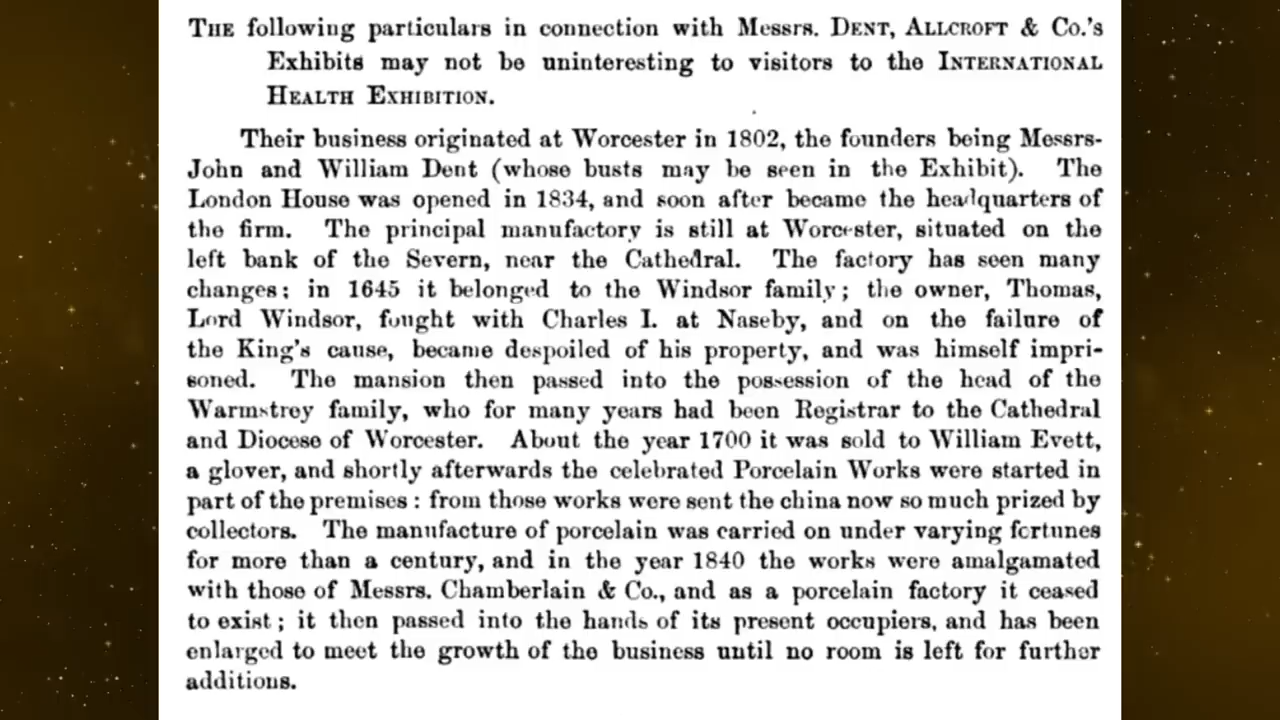 THE following particulars in connection with Messrs. DENT, ALLCROFT & Co.'s
Exhibits may not be uninteresting to visitors to the INTERNATIONAL
HEALTH EXHIBITION.
Their business originated at Worcester in 1802, the founders being Messrs-
John and William Dent (whose busts may be seen in the Exhibit). The
London House was opened in 1834, and soon after became the headquarters of
the firm. The principal manufactory is still at Worcester, situated on the
left bank of the Severn, near the Cathedral. The factory has seen many
changes; in 1645 it belonged to the Windsor family; the owner, Thomas,
Lord Windsor, fought with Charles I. at Naseby, and on the failure of
the King's cause, became despoiled of his property, and was himself impri-
soned. The mansion then passed into the possession of the head of the
Warmstrey family, who for many years had been Registrar to the Cathedral
and Diocese of Worcester. About the year 1700 it was sold to William Evett,
a glover, and shortly afterwards the celebrated Porcelain Works were started in
part of the premises : from those works were sent the china now so much prized by
collectors. The manufacture of porcelain was carried on under varying fortunes
for more than a century, and in the year 1840 the works were amalgamated
with those of Messrs. Chamberlain & Co., and as a porcelain factory it ceased
to exist ; it then passed into the hands of its present occupiers, and has been
enlarged to meet the growth of the business until no room is left for further
additions.